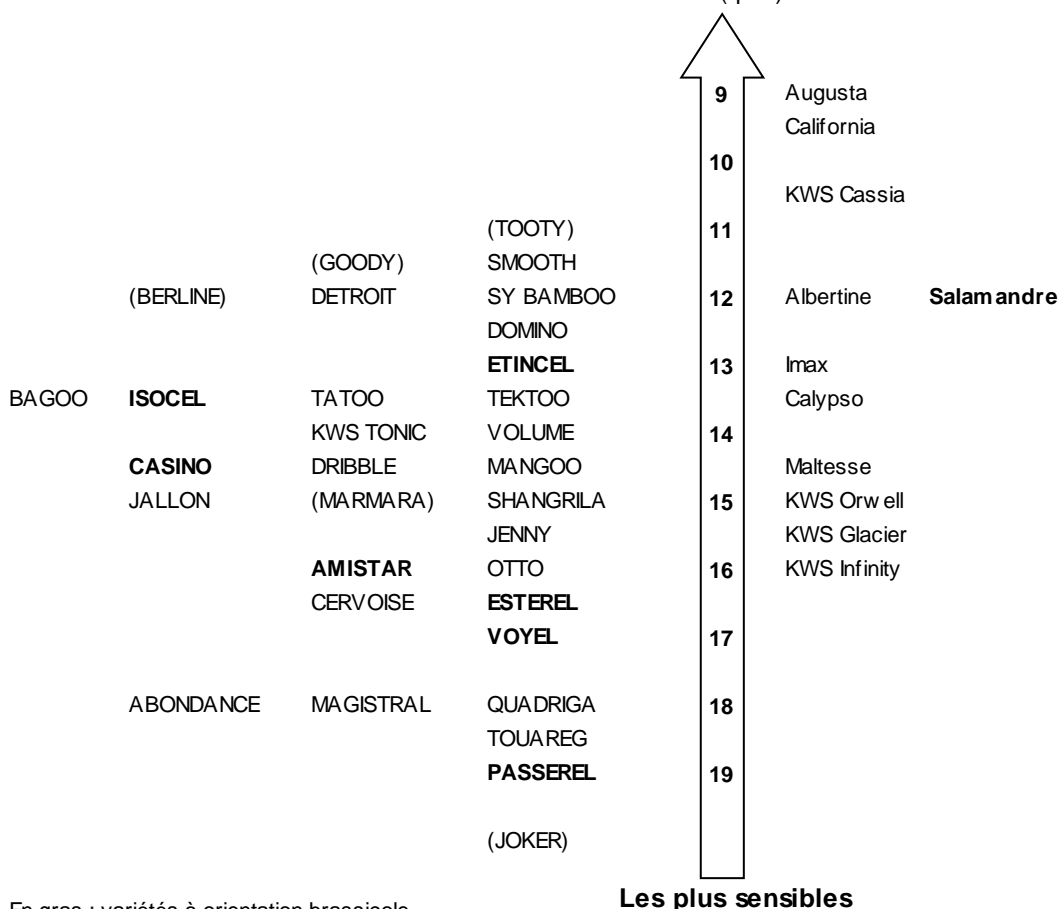 9 Augusta
California
10
KWS Cassia
(TOOTY) 11
(GOODY) SMOOTH
(BERLINE) DETROIT SY BAMBOO 12 Albertine Salamandre
DOMINO
ETINCEL 13 Imax
BAGOO ISOCEL TATOO TEKTOO Calypso
KWS TONIC VOLUME 14
CASINO DRIBBLE MANGOO Maltesse
JALLON (MARMARA) SHANGRILA 15 KWS Orwell
JENNY KWS Glacier
AMISTAR OTTO 16 KWS Infinity
CERVOISE ESTEREL
VOYEL 17
ABONDANCE MAGISTRAL QUADRIGA 18
TOUAREG
PASSEREL 19
(JOKER)
Les plus sensibles
En gras : variétés à orientation brassicole